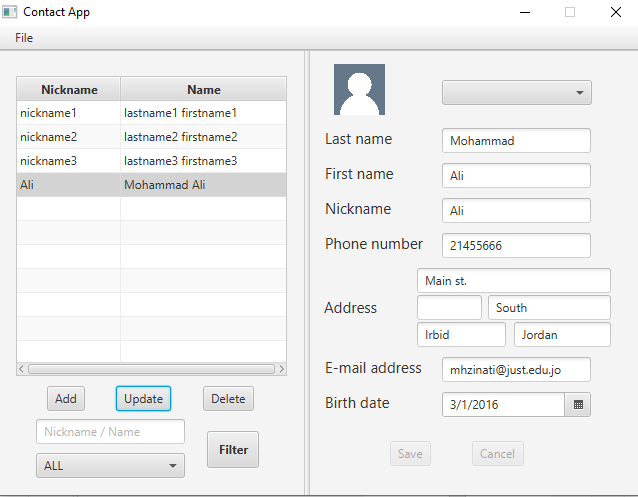 Contact App
File
Nickname Name
nickname1 lastname1 firstname1
nickname2 lastname2 firstname2
nickname3 lastname3 firstname3
Ali Mohammad Ali
Add Update Delete
Nickname / Name
ALL
Filter
Last name Mohammad
First name Ali
Nickname Ali
Phone number 21455666
Address
Main st.
South
Irbid Jordan
E-mail address mhzinati@just.edu.jo
Birth date 3/1/2016
Save Cancel